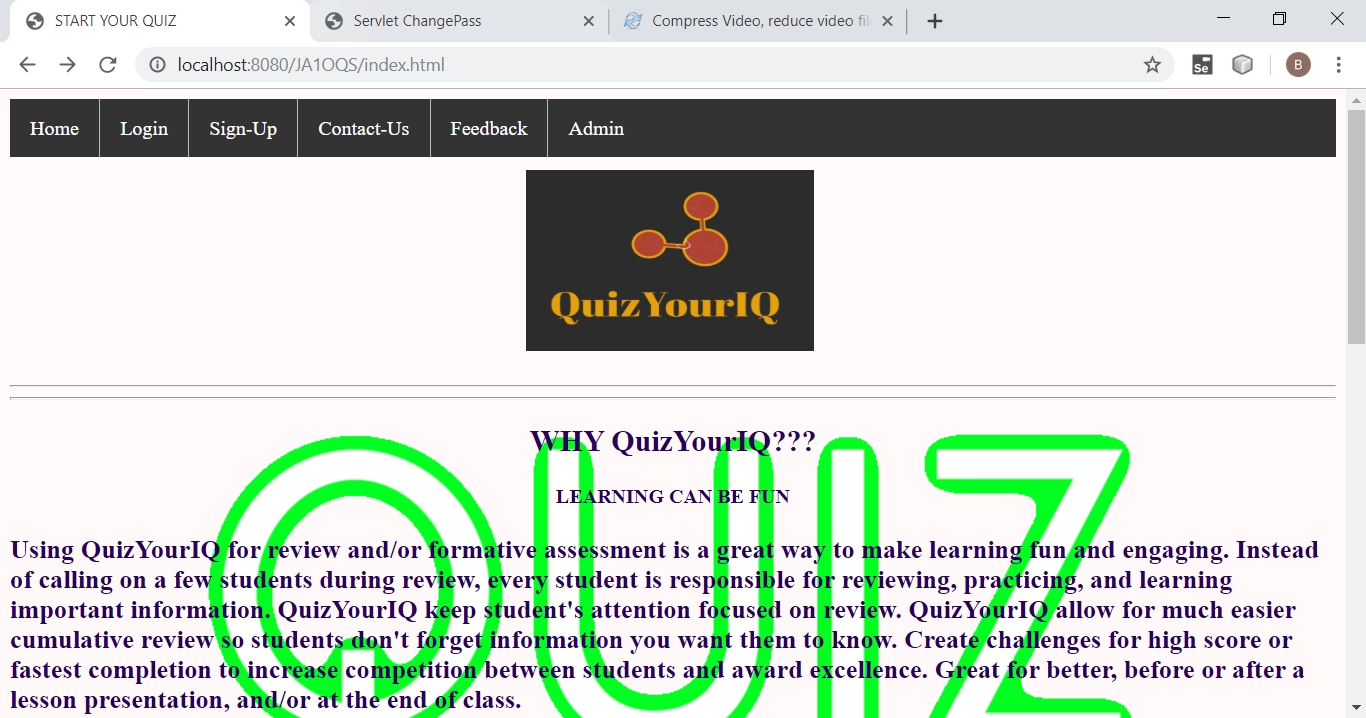 START YOUR QUIZ
Servlet ChangePass
Compress Video, reduce video
localhost:8080/JA1OQS/index.html
Se
B
Home
Login
Sign-Up
Contact-Us
Feedback
Admin
QuizYourIQ
WHY QuizYourIQ???
LEARNING CAN BE FUN
QUIZ
Using QuizYourIQ for review and/or formative assessment is a great way to make learning fun and engaging. Instead
of calling on a few students during review, every student is responsible for reviewing, practicing, and learning
important information. QuizYourIQ keep student's attention focused on review. QuizYourIQ allow for much easier
cumulative review so students don't forget information you want them to know. Create challenges for high score or
fastest completion to increase competition between students and award excellence. Great for better, before or after a
lesson presentation, and/or at the end of class.